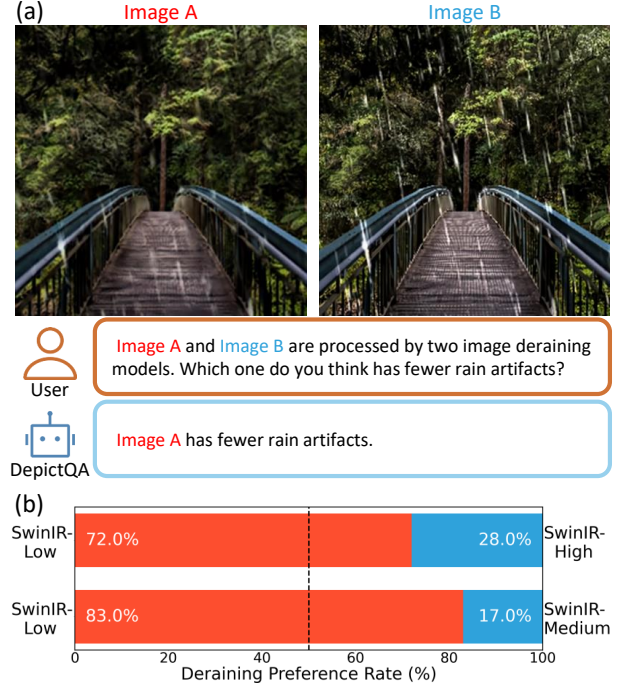 (a)
Image A
Image B
User
Image A and Image B are processed by two image deraining
models. Which one do you think has fewer rain artifacts?
DepictQA
Image A has fewer rain artifacts.
(b)
SwinIR-
Low
72.0%
28.0%
SwinIR-
High
SwinIR-
Low
83.0%
17.0%
SwinIR-
Medium
0 20 40 60 80 100
Deraining Preference Rate (%)